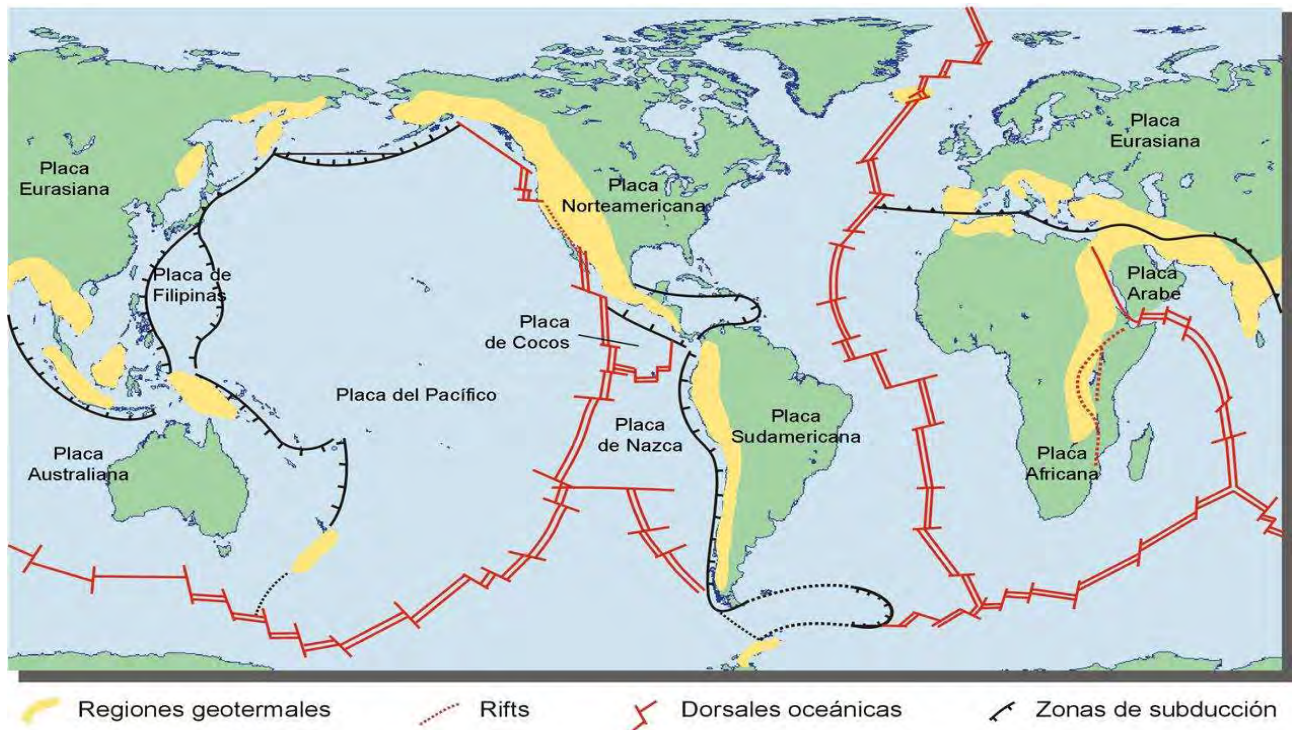 Placa
Eurasiana
Placa de
Filipinas
Placa
Australiana
Placa del Pacífico
Placa
Norteamericana
Placa
de Cocos
Placa
de Nazca
Placa
Sudamericana
Placa
Eurasiana
Placa
Arabe
Placa
Africana
Regiones geotermales
Rifts
Dorsales oceánicas
Zonas de subducción